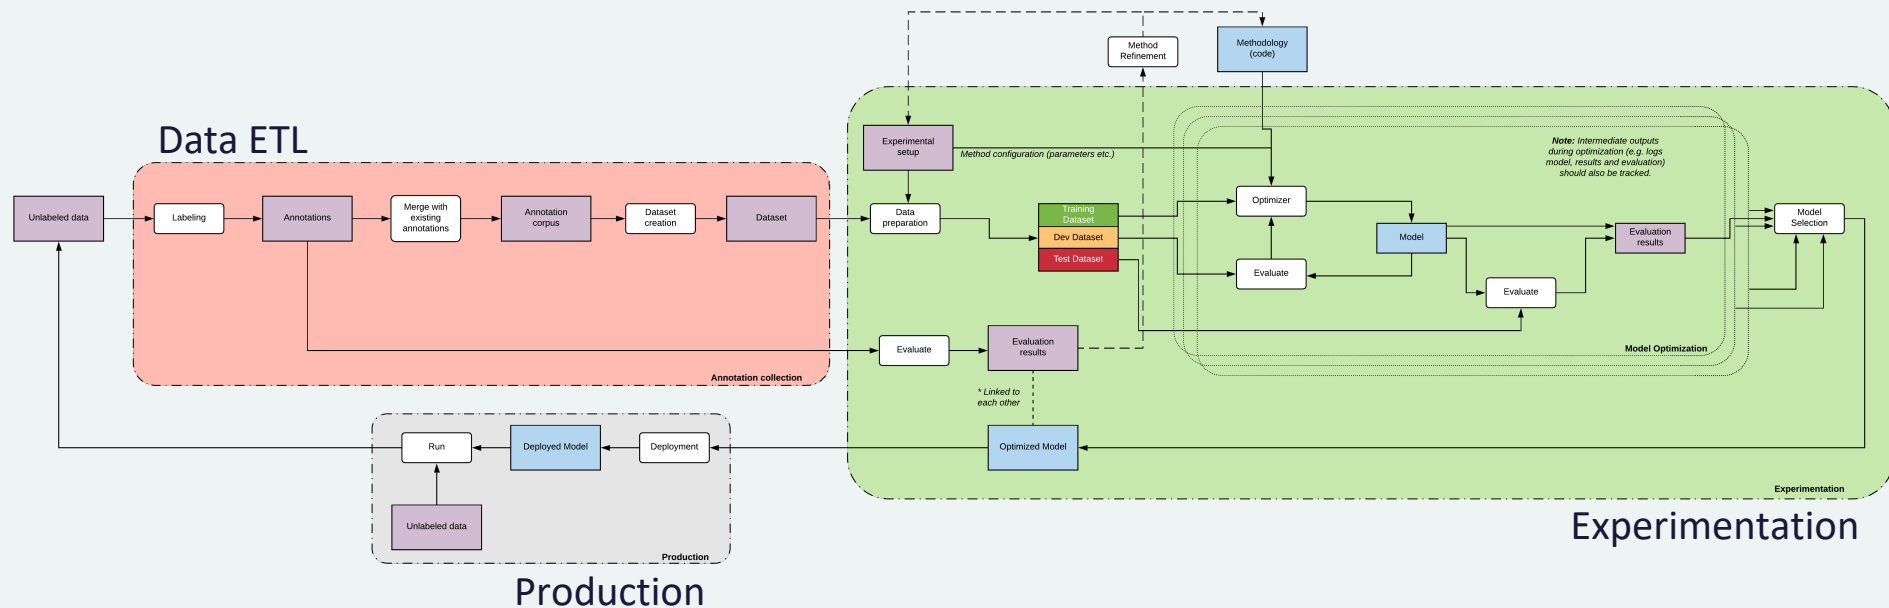 Method
Refinement
Methodology
(code)
Data ETL
Experimental
setup
Method configuration (parameters etc.)
Note: Intermediate outputs
during optimization (e.g. logs
model, results and evaluation)
should also be tracked.
Unlabeled data
Labeling
Annotations
Merge with
existing
annotations
Annotation
corpus
Dataset
creation
Dataset
Data
preparation
Training
Dataset
Dev Dataset
Test Dataset
Optimizer
Evaluate
Model
Evaluate
Evaluation
results
Model
Selection
Model Optimization
Evaluate
Evaluation
results
Annotation collection
* Linked to
each other
Run
Deployed Model
Deployment
Optimized Model
Unlabeled data
Production
Experimentation
Experimentation
Production